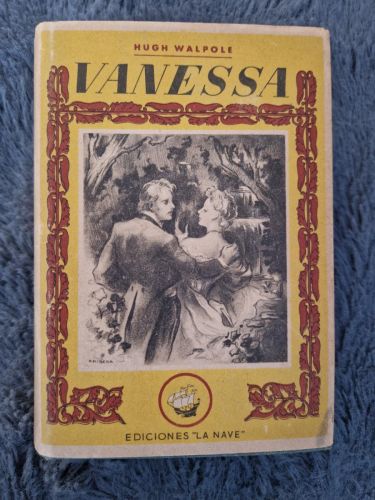 HUGH WALPOLE
VANESSA
EDICIONES "LA NAVE"